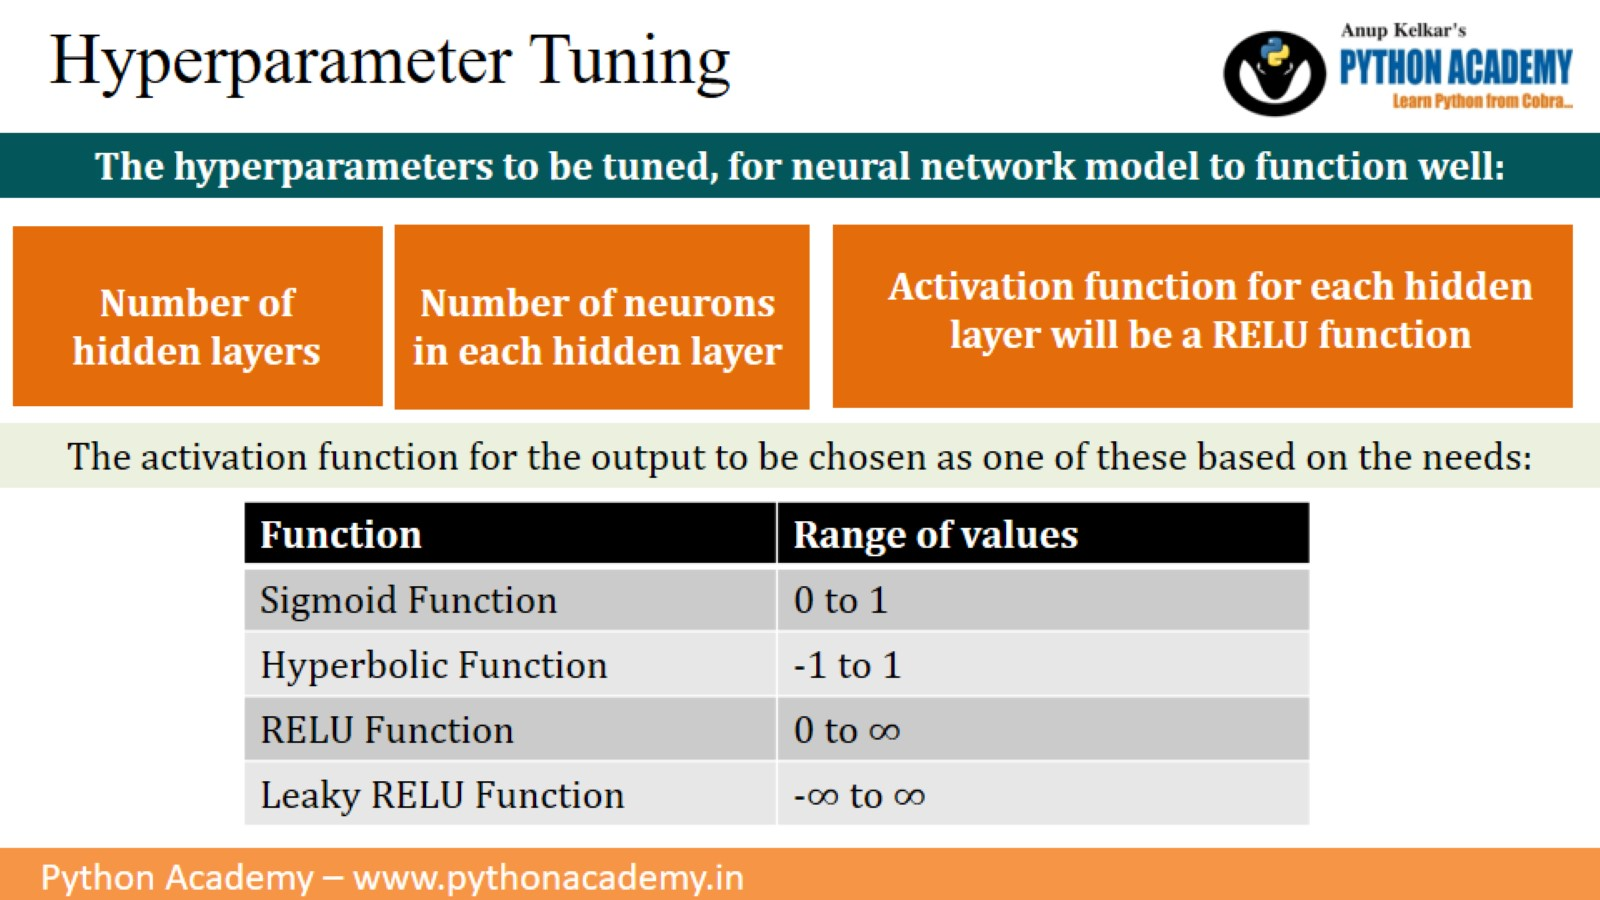 Hyperparameter Tuning
Anup Kelkar's
PYTHON ACADEMY
Learn Python from Cobra...
The hyperparameters to be tuned, for neural network model to function well:
Number of
hidden layers
Number of neurons
in each hidden layer
Activation function for each hidden
layer will be a RELU function
The activation function for the output to be chosen as one of these based on the needs:
Function Range of values
Sigmoid Function 0 to 1
Hyperbolic Function -1 to 1
RELU Function 0 to ∞
Leaky RELU Function -∞ to ∞
Python Academy – www.pythonacademy.in